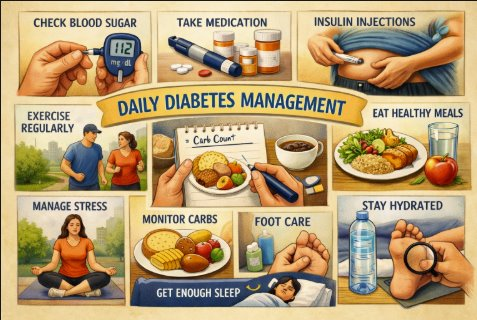 CHECK BLOOD SUGAR
TAKE MEDICATION
INSULIN INJECTIONS
112
mg/dL
DAILY DIABETES MANAGEMENT
EXERCISE
REGULARLY
Carb Count
EAT HEALTHY MEALS
MANAGE STRESS
MONITOR CARBS
FOOT CARE
STAY HYDRATED
GET ENOUGH SLEEP